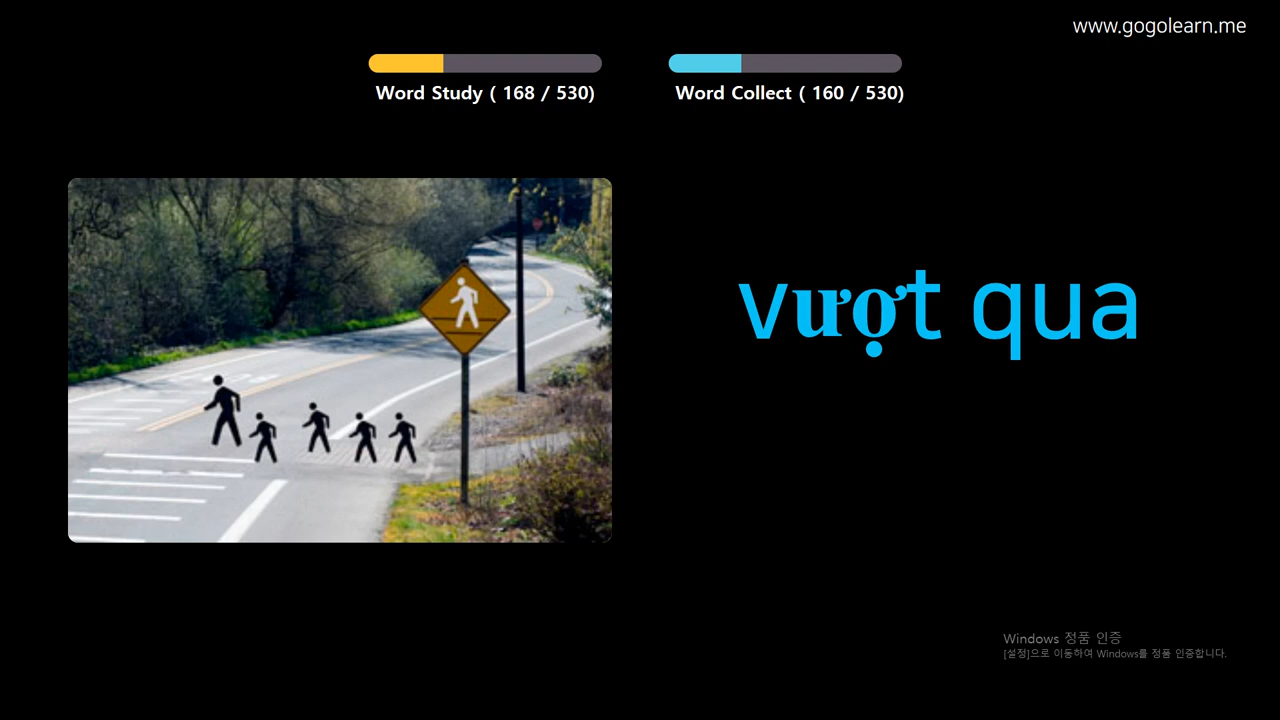 www.gogolearn.me
Word Study ( 168 / 530)
Word Collect ( 160 / 530)
vượt qua
Windows 정품 인증
[설정]으로 이동하여 Windows를 정품 인증합니다.